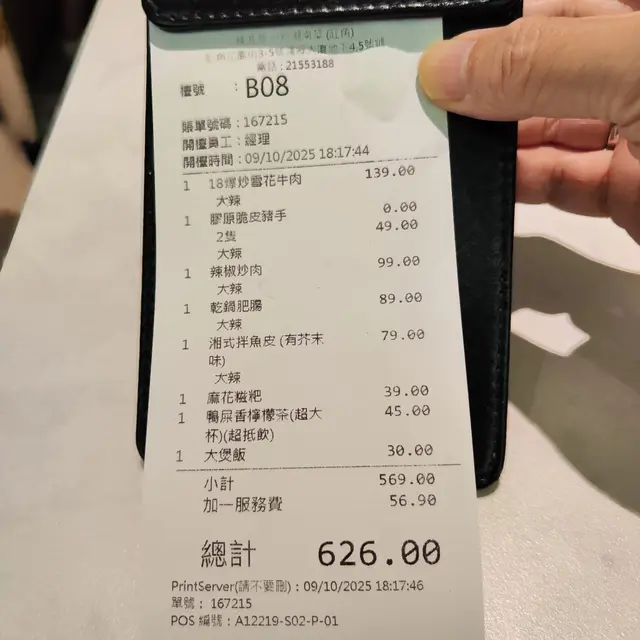 電話:21553188
檯號 : B08
賬單號碼 : 167215
開檯員工 : 經理
開檯時間 : 09/10/2025 18:17:44
1 18爆炒雪花牛肉 139.00
大辣
1 膠原脆皮豬手 0.00
2隻 49.00
大辣
1 辣椒炒肉 99.00
大辣
1 乾鍋肥腸 89.00
大辣
1 湘式拌魚皮 (有芥末 79.00
味)
大辣
1 麻花糍粑 39.00
1 鴨屎香檸檬茶(超大 45.00
杯)(超抵飲)
1 大煲飯 30.00
小計 569.00
加一服務費 56.90
總計 626.00
PrintServer(請不要刪) : 09/10/2025 18:17:46
單號 : 167215
POS 編號 : A12219-S02-P-01